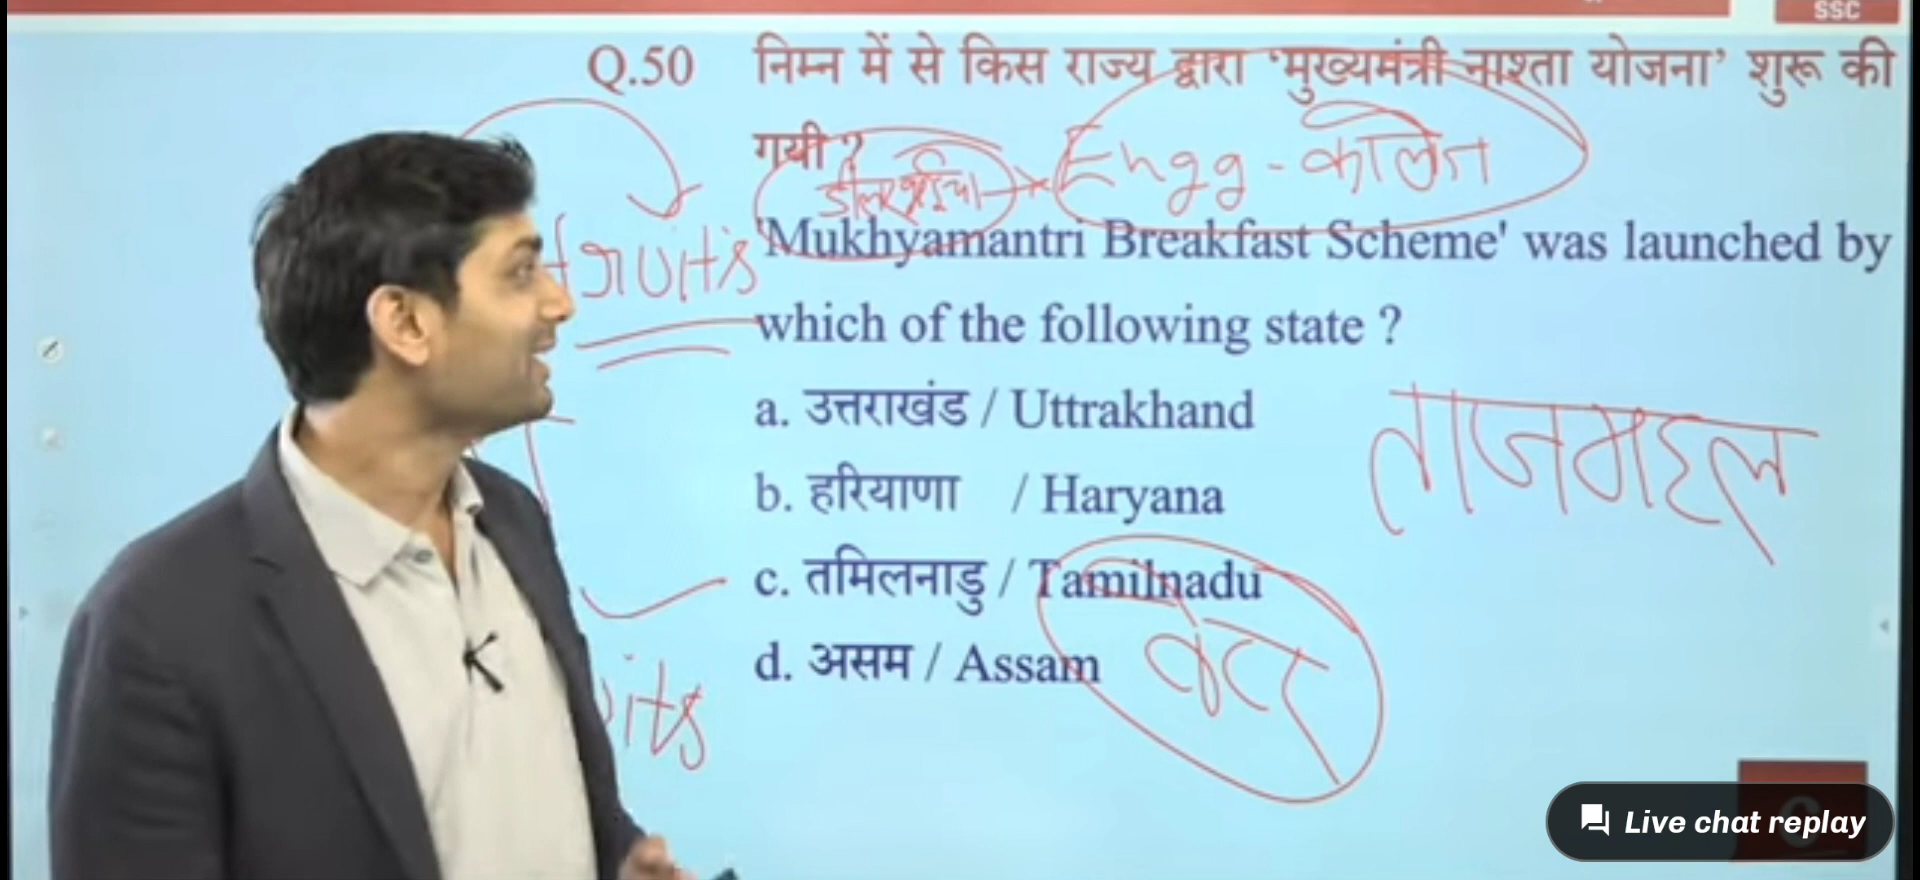 SSC
Q.50 निम्न में से किस राज्य द्वारा 'मुख्यमंत्री नाश्ता योजना' शुरू की
गयी ?
Engg - कॉलेज
fruits
'Mukhyamantri Breakfast Scheme' was launched by
which of the following state ?
a. उत्तराखंड / Uttrakhand
b. हरियाणा / Haryana
ताजमहल
c. तमिलनाडु / Tamilnadu
d. असम / Assam
Live chat replay